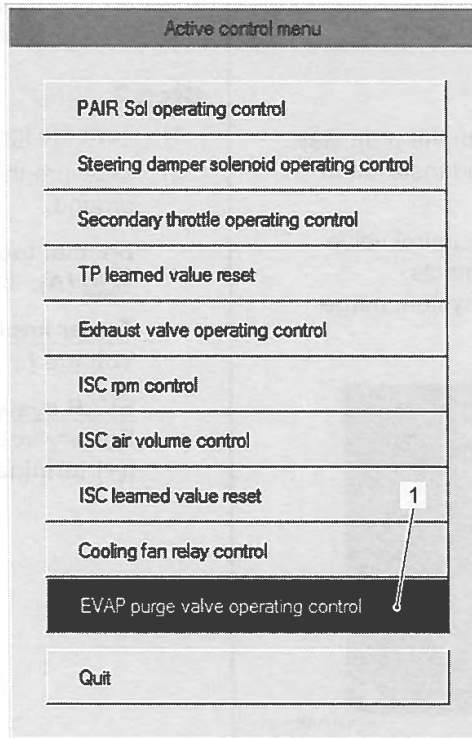 Active control menu
PAIR Sol operating control
Steering damper solenoid operating control
Secondary throttle operating control
TP learned value reset
Exhaust valve operating control
ISC rpm control
ISC air volume control
ISC learned value reset
1
Cooling fan relay control
EVAP purge valve operating control
Quit